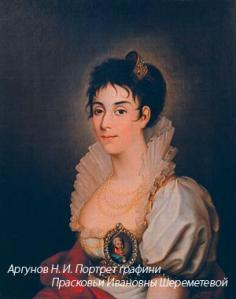 Аргунов Н. И. Портрет графини
Прасковьи Ивановны Шереметевой